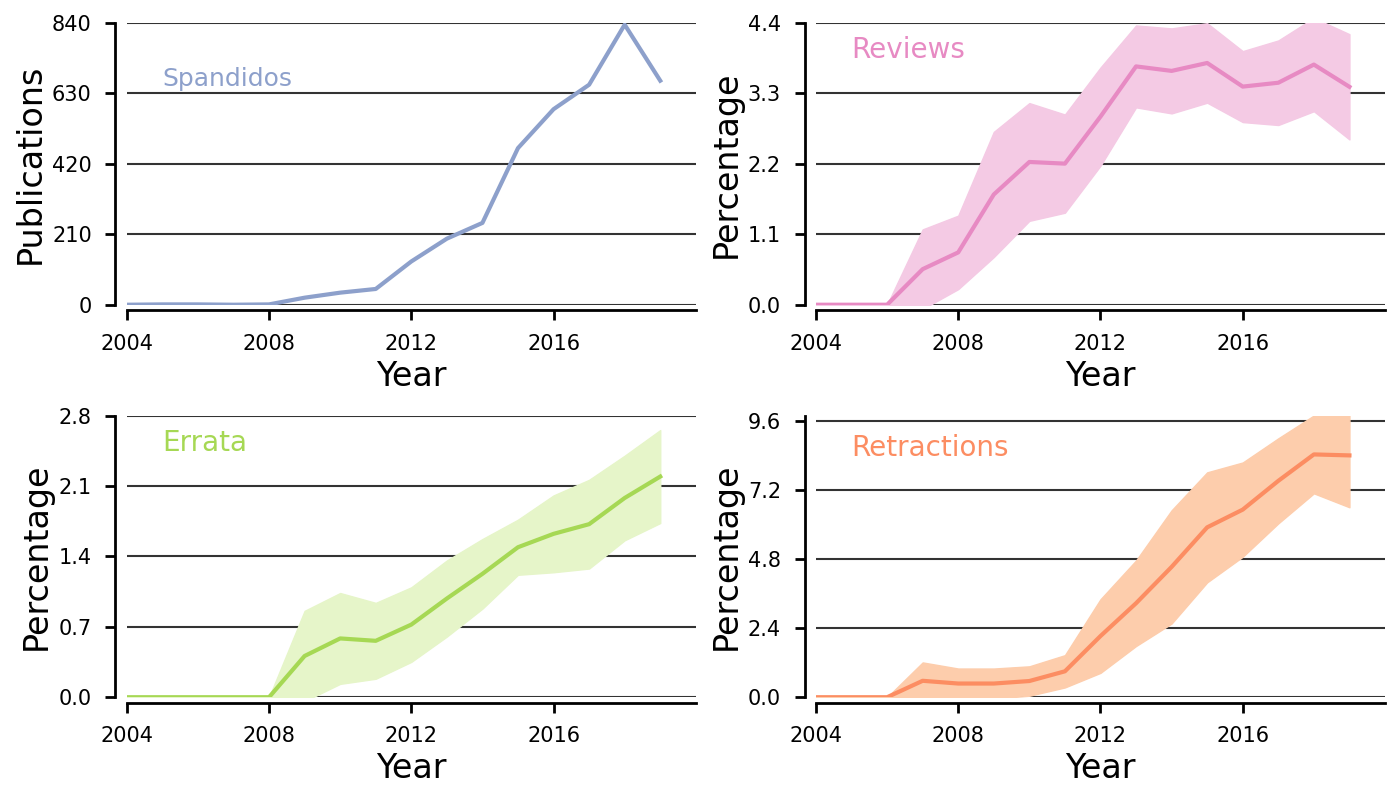 Publications
840
630
420
210
0
Spandidos
2004 2008 2012 2016
Year
Percentage
4.4
3.3
2.2
1.1
0.0
Reviews
2004 2008 2012 2016
Year
Percentage
2.8
2.1
1.4
0.7
0.0
Errata
2004 2008 2012 2016
Year
Percentage
9.6
7.2
4.8
2.4
0.0
Retractions
2004 2008 2012 2016
Year